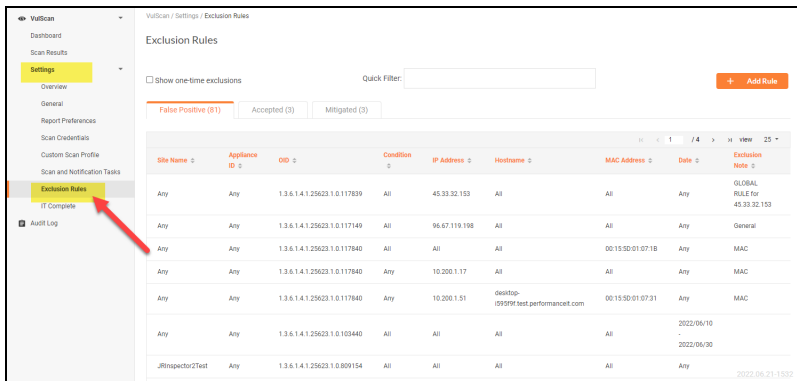 VulScan
Dashboard
Scan Results
Settings
Overview
General
Report Preferences
Scan Credentials
Custom Scan Profile
Scan and Notification Tasks
Exclusion Rules
IT Complete
Audit Log
VulScan / Settings / Exclusion Rules
Exclusion Rules
Show one-time exclusions
Quick Filter:
+ Add Rule
False Positive (81) Accepted (3) Mitigated (3)
1 / 4 view 25
Site Name Appliance ID OID Condition IP Address Hostname MAC Address Date Exclusion Note
Any Any 1.3.6.1.4.1.25623.1.0.117839 All 45.33.32.153 All All Any GLOBAL RULE for 45.33.32.153
Any Any 1.3.6.1.4.1.25623.1.0.117149 All 96.67.119.198 All All Any General
Any Any 1.3.6.1.4.1.25623.1.0.117840 All All All 00:15:5D:01:07:1B Any MAC
Any Any 1.3.6.1.4.1.25623.1.0.117840 Any 10.200.1.17 All All Any MAC
Any Any 1.3.6.1.4.1.25623.1.0.117840 Any 10.200.1.51 desktop-i595f9f.test.performanceit.com 00:15:5D:01:07:31 Any MAC
Any Any 1.3.6.1.4.1.25623.1.0.103440 All All All All 2022/06/10 - 2022/06/30
JRInspector2Test Any 1.3.6.1.4.1.25623.1.0.809154 All All All All Any
2022.06.21-1532